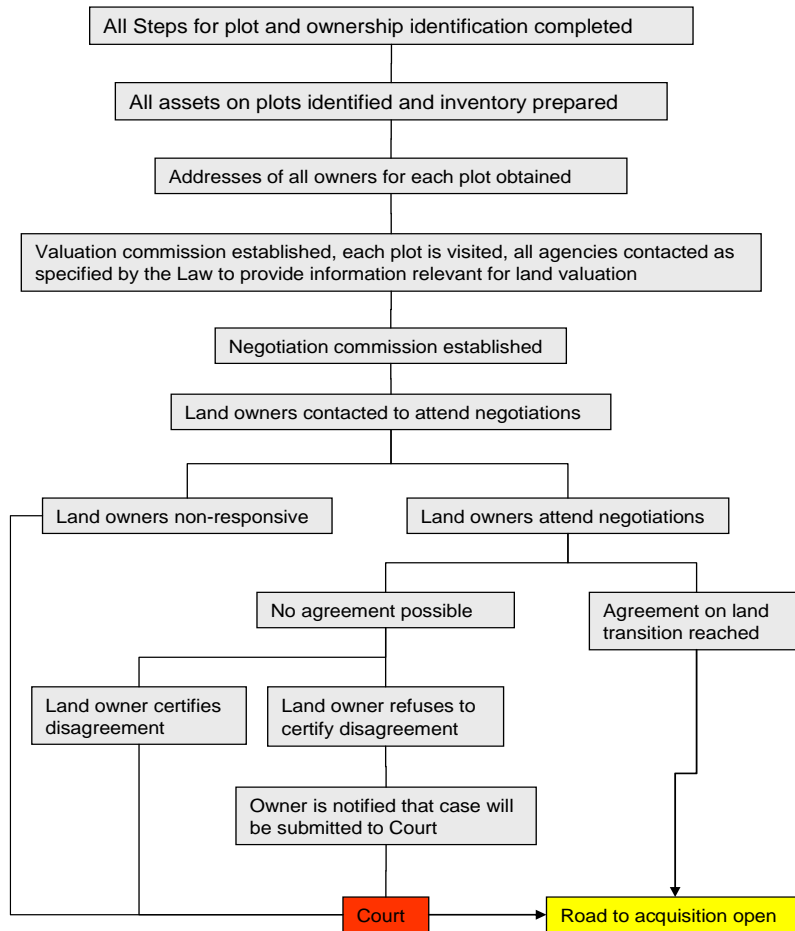 All Steps for plot and ownership identification completed
All assets on plots identified and inventory prepared
Addresses of all owners for each plot obtained
Valuation commission established, each plot is visited, all agencies contacted as
specified by the Law to provide information relevant for land valuation
Negotiation commission established
Land owners contacted to attend negotiations
Land owners non-responsive
Land owners attend negotiations
No agreement possible
Agreement on land
transition reached
Land owner certifies
disagreement
Land owner refuses to
certify disagreement
Owner is notified that case will
be submitted to Court
Court
Road to acquisition open